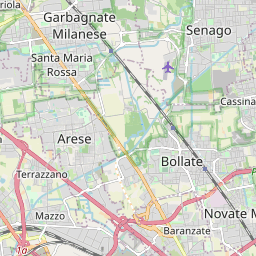 Garbagnate
Milanese
Senago
Santa Maria
Rossa
Cassina
Arese
Bollate
Terrazzano
Novate M
Mazzo
Baranzate